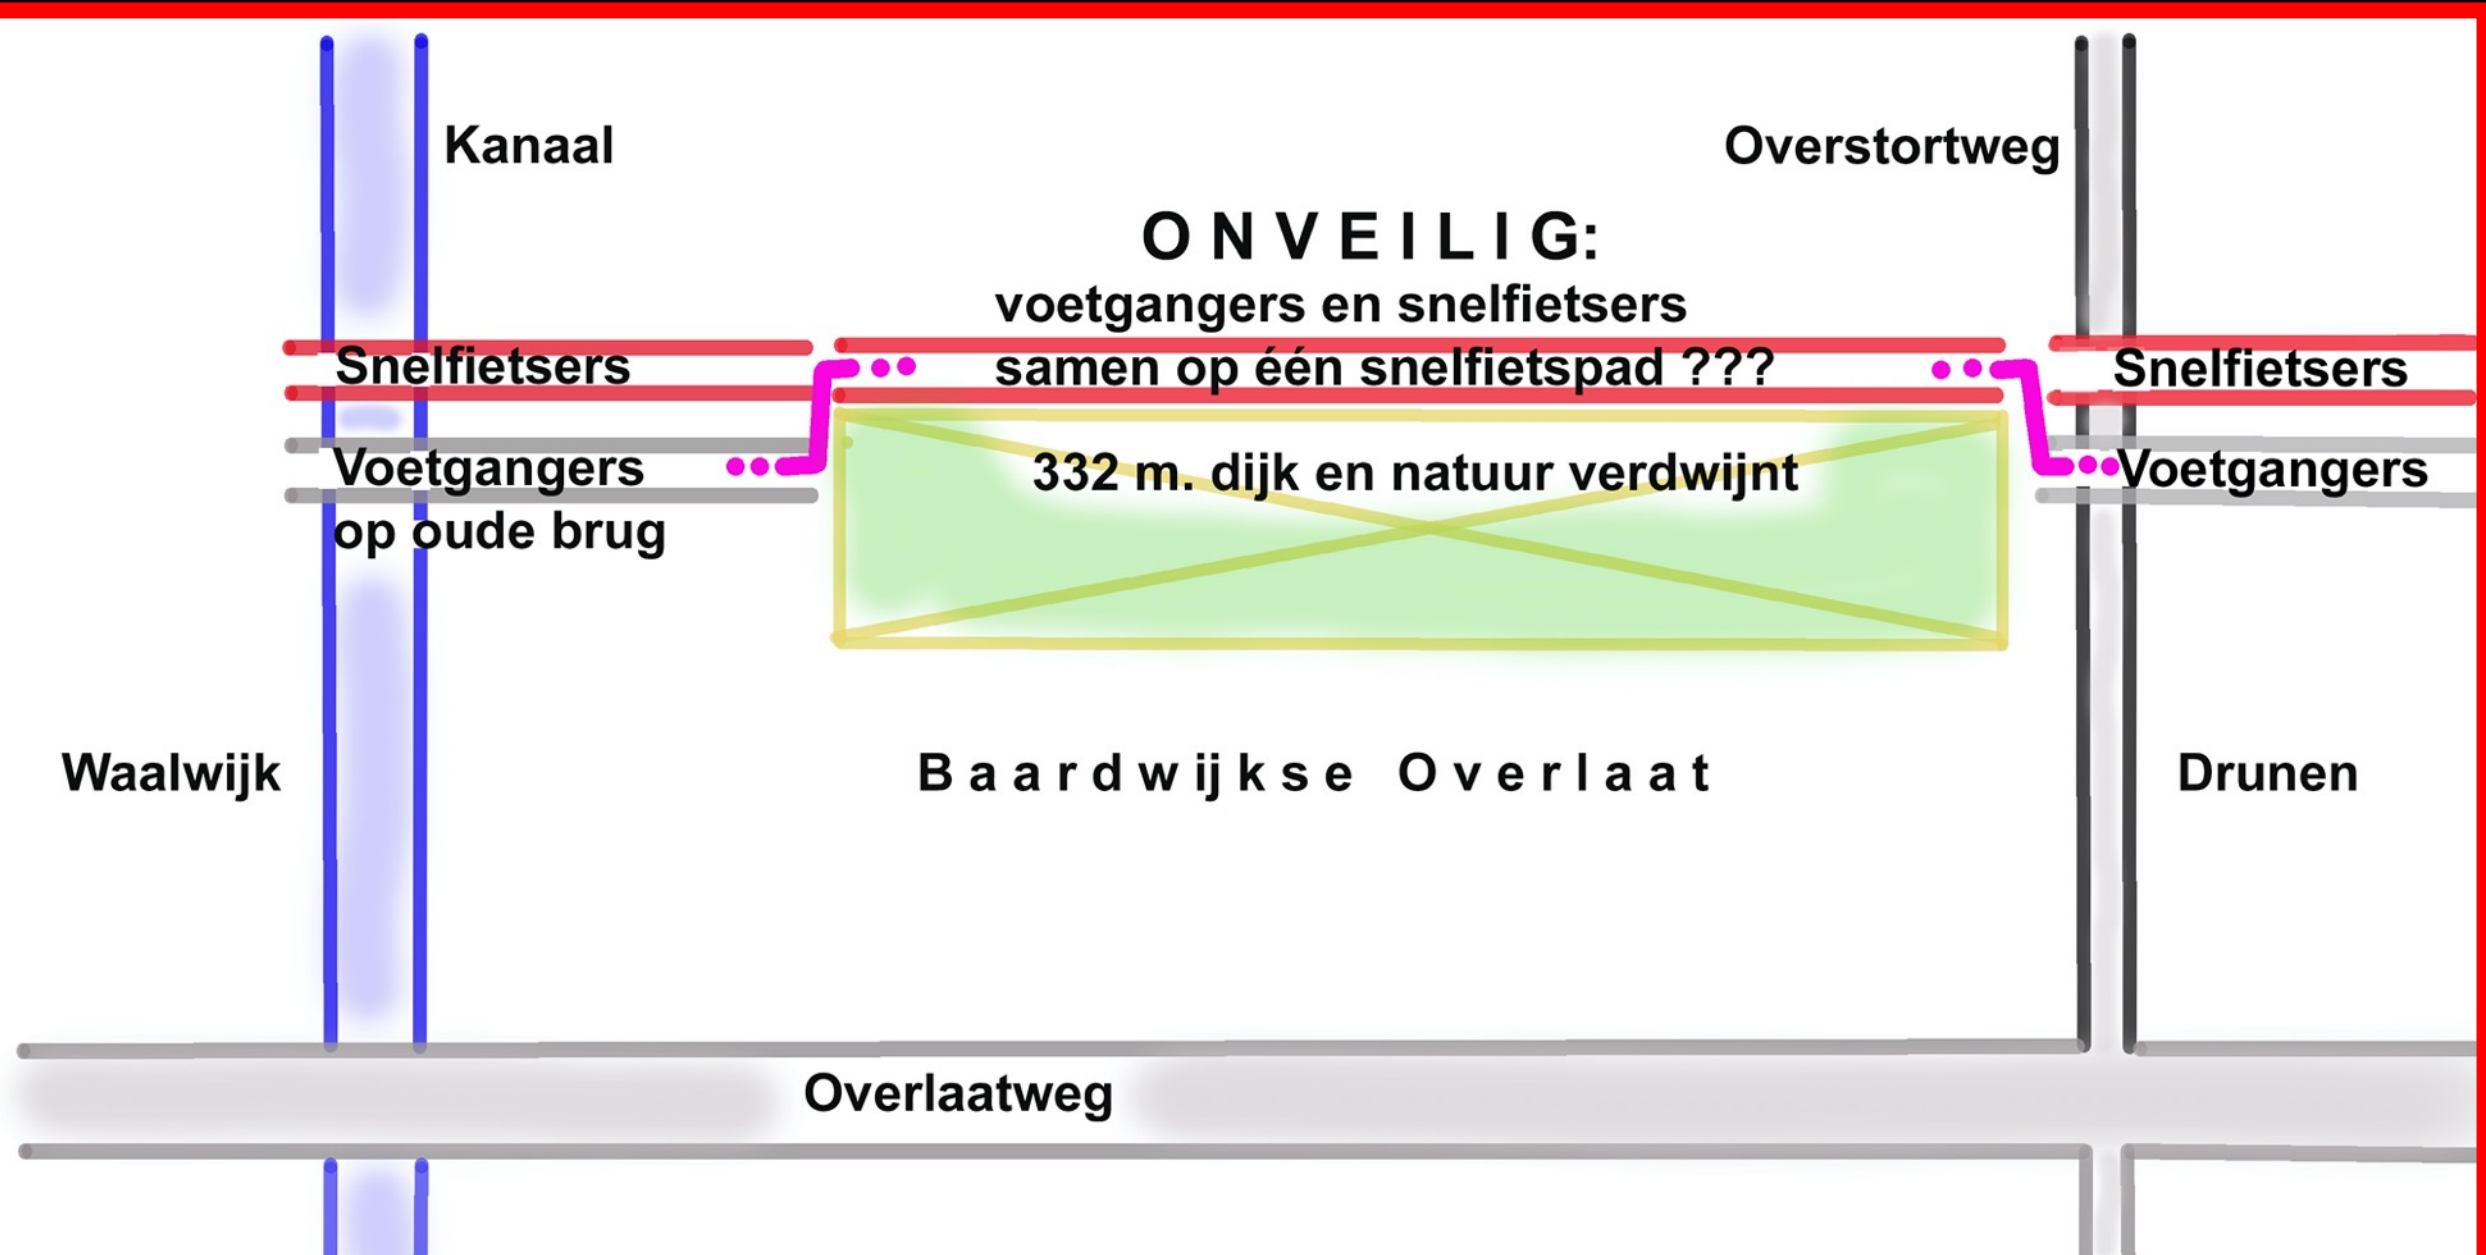 Kanaal
Overstortweg
O N V E I L I G:
voetgangers en snelfietsers
Snelfietsers
samen op één snelfietspad ???
Snelfietsers
Voetgangers
op oude brug
332 m. dijk en natuur verdwijnt
Voetgangers
Waalwijk
B a a r d w ij k s e O v e r l a a t
Drunen
Overlaatweg